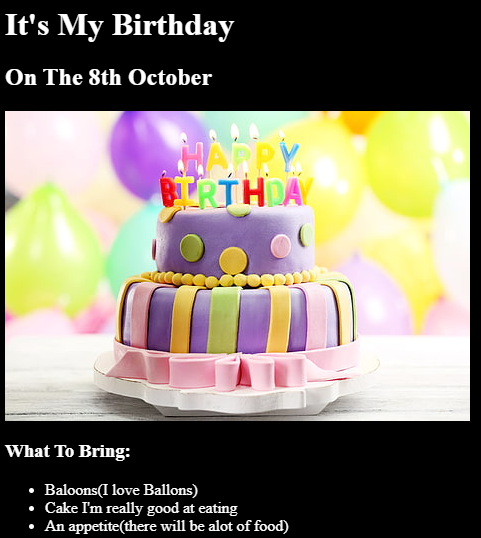 It's My Birthday
On The 8th October
HAPPY
BIRTHDAY
What To Bring:
Baloons(I love Ballons)
Cake I'm really good at eating
An appetite(there will be alot of food)